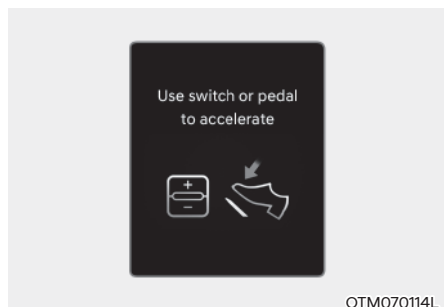 Use switch or pedal
to accelerate
+
−
OTM070114L